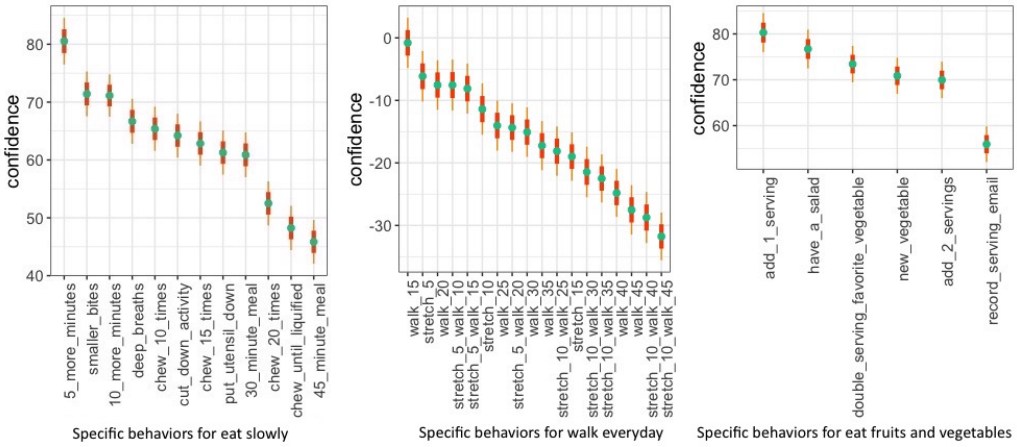 confidence
80
70
60
50
40
5_more_minutes
smaller_bites
10_more_minutes
deep_breaths
chew_10_times
cut_down_activity
chew_15_times
put_utensil_down
30_minute_meal
chew_20_times
chew_until_liquified
45_minute_meal
Specific behaviors for eat slowly
confidence
0
-10
-20
-30
walk_15
stretch_5
walk_20
stretch_5_walk_10
stretch_5_walk_15
stretch_10
walk_25
stretch_5_walk_20
walk_30
walk_35
stretch_10_walk_25
stretch_15
stretch_10_walk_30
stretch_10_walk_35
walk_40
walk_45
stretch_10_walk_40
stretch_10_walk_45
Specific behaviors for walk everyday
confidence
80
70
60
add_1_serving
have_a_salad
double_serving_favorite_vegetable
new_vegetable
add_2_servings
record_serving_email
Specific behaviors for eat fruits and vegetables